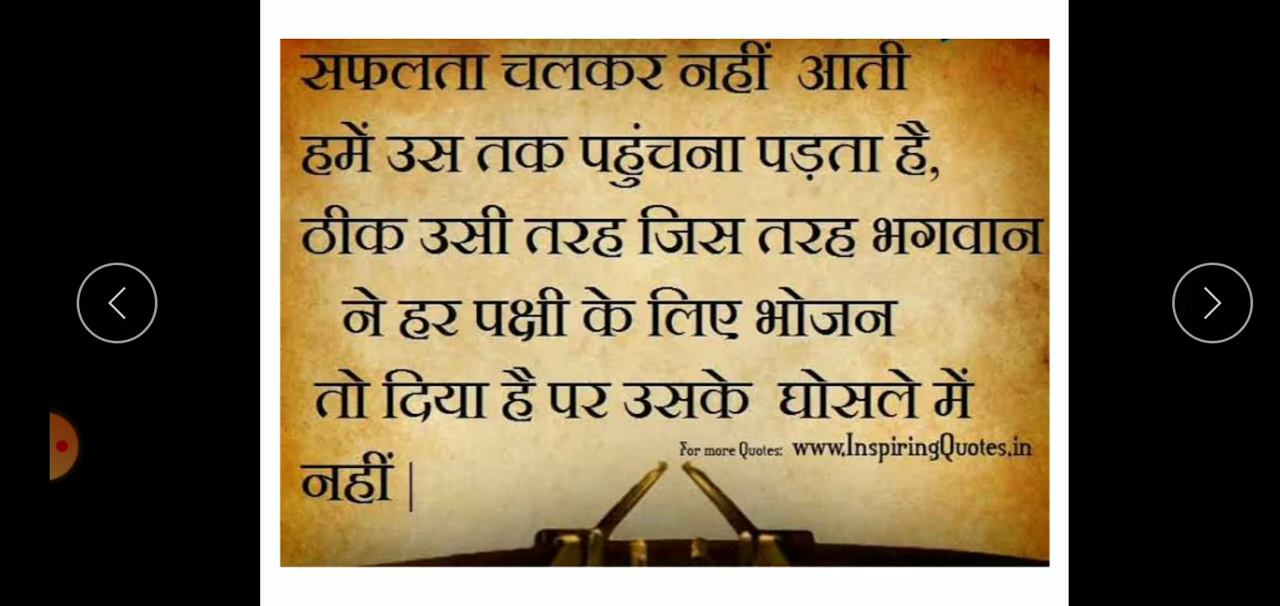 सफलता चलकर नहीं आती
हमें उस तक पहुंचना पड़ता है,
ठीक उसी तरह जिस तरह भगवान
ने हर पक्षी के लिए भोजन
तो दिया है पर उसके घोसले में
For more Quotes: www.InspiringQuotes.in
नहीं |